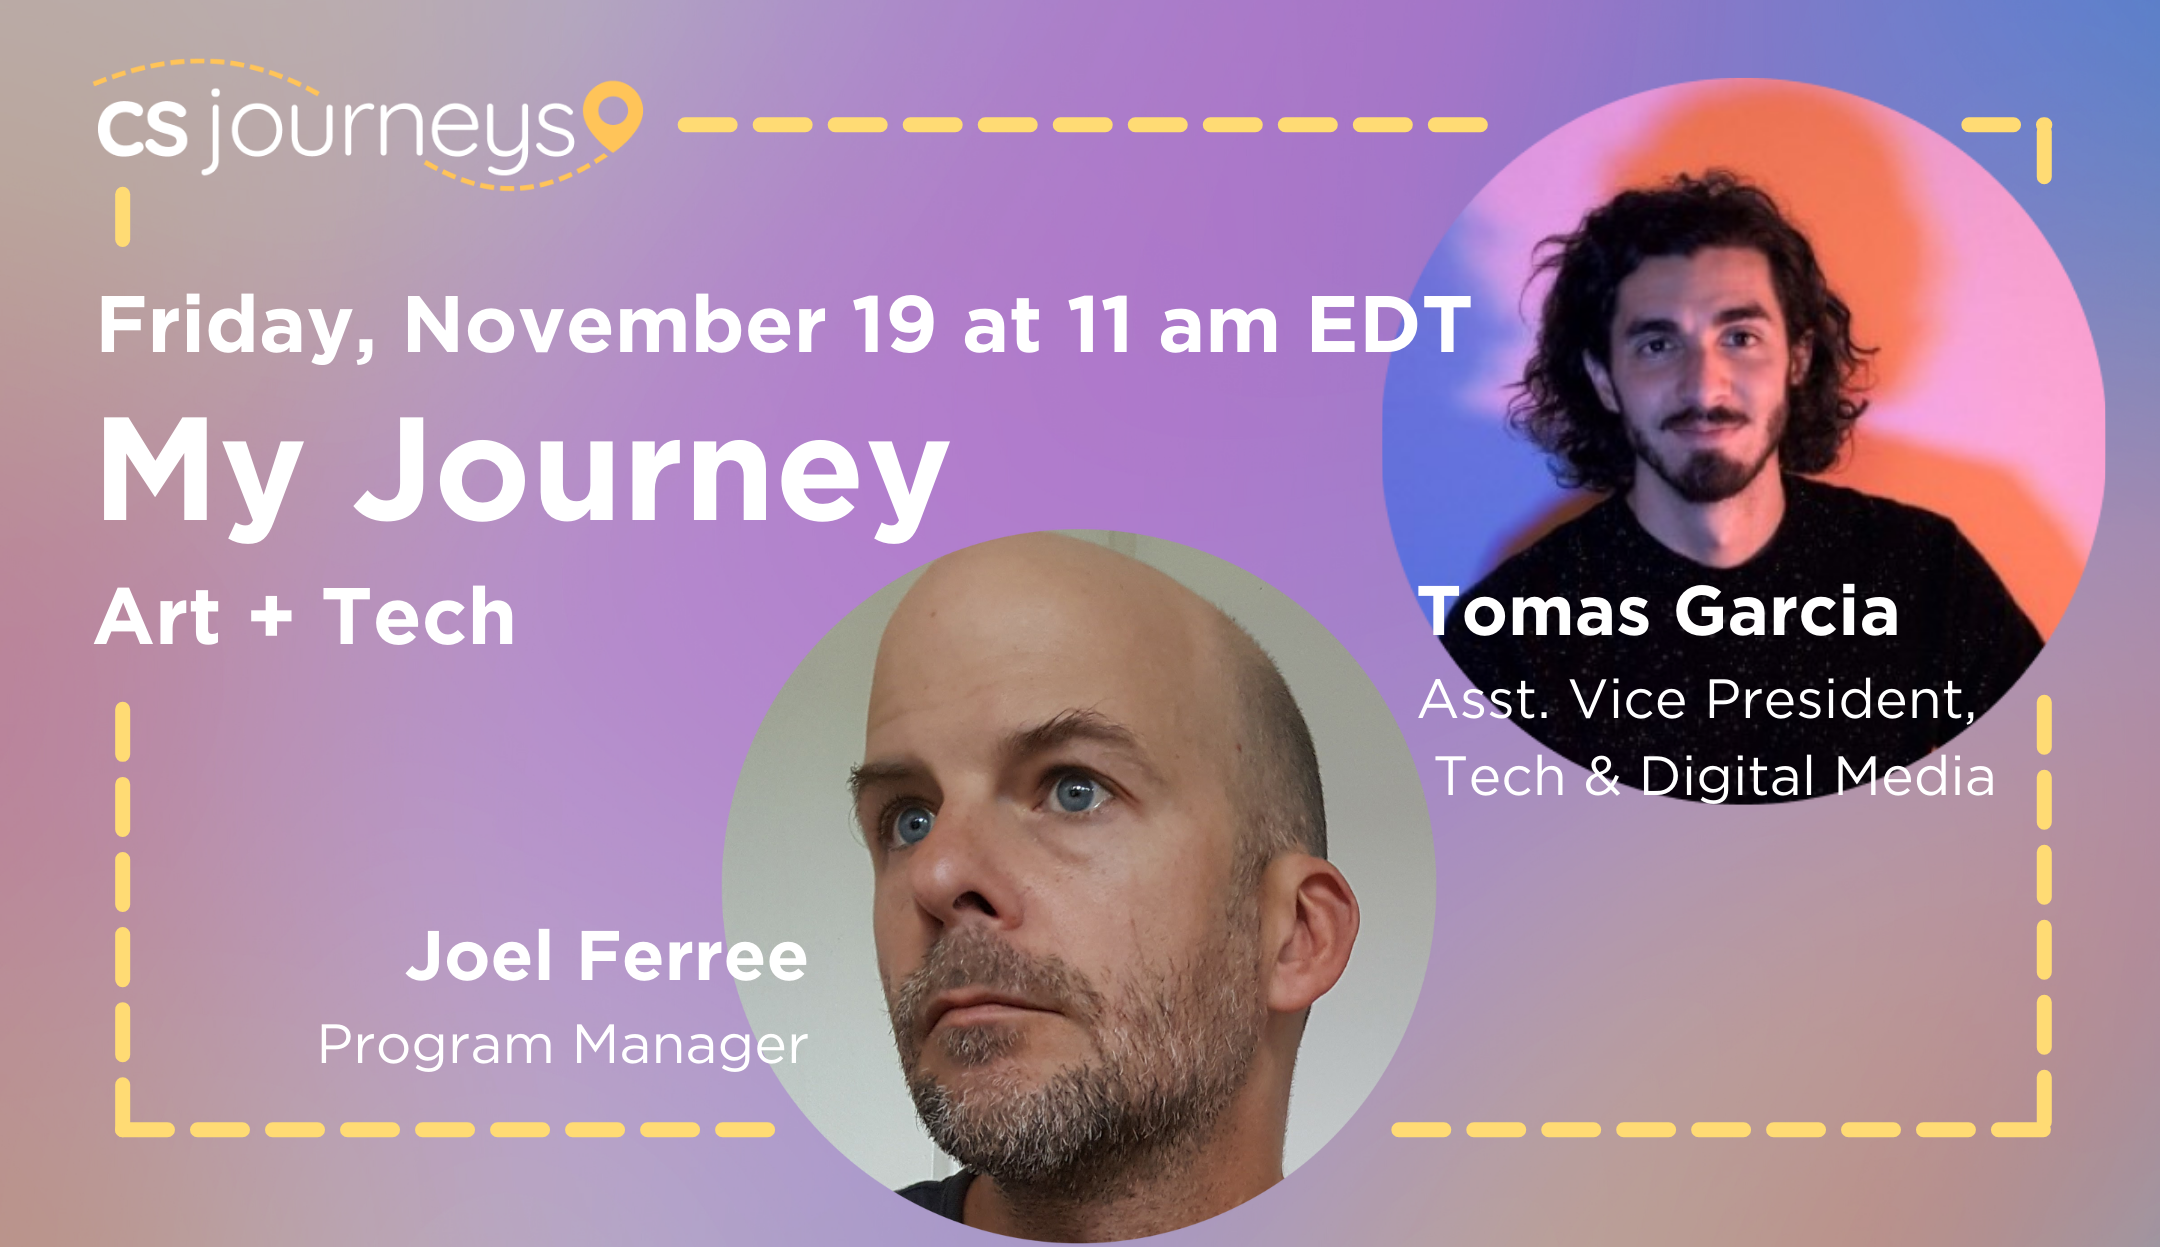 cs journeys
Friday, November 19 at 11 am EDT
My Journey
Art + Tech
Tomas Garcia
Asst. Vice President,
Tech & Digital Media
Joel Ferree
Program Manager